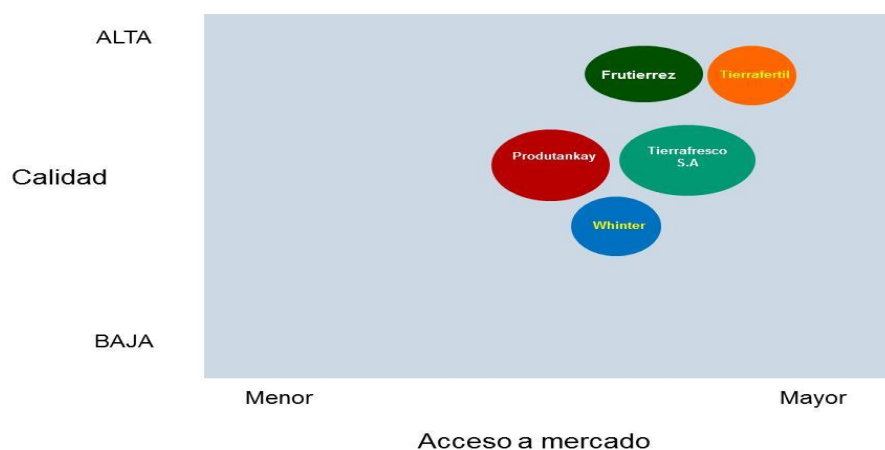 ALTA
Frutierrez
Tierrafertil
Produtankay
Tierrafresco
S.A
Calidad
Whinter
BAJA
Menor
Mayor
Acceso a mercado